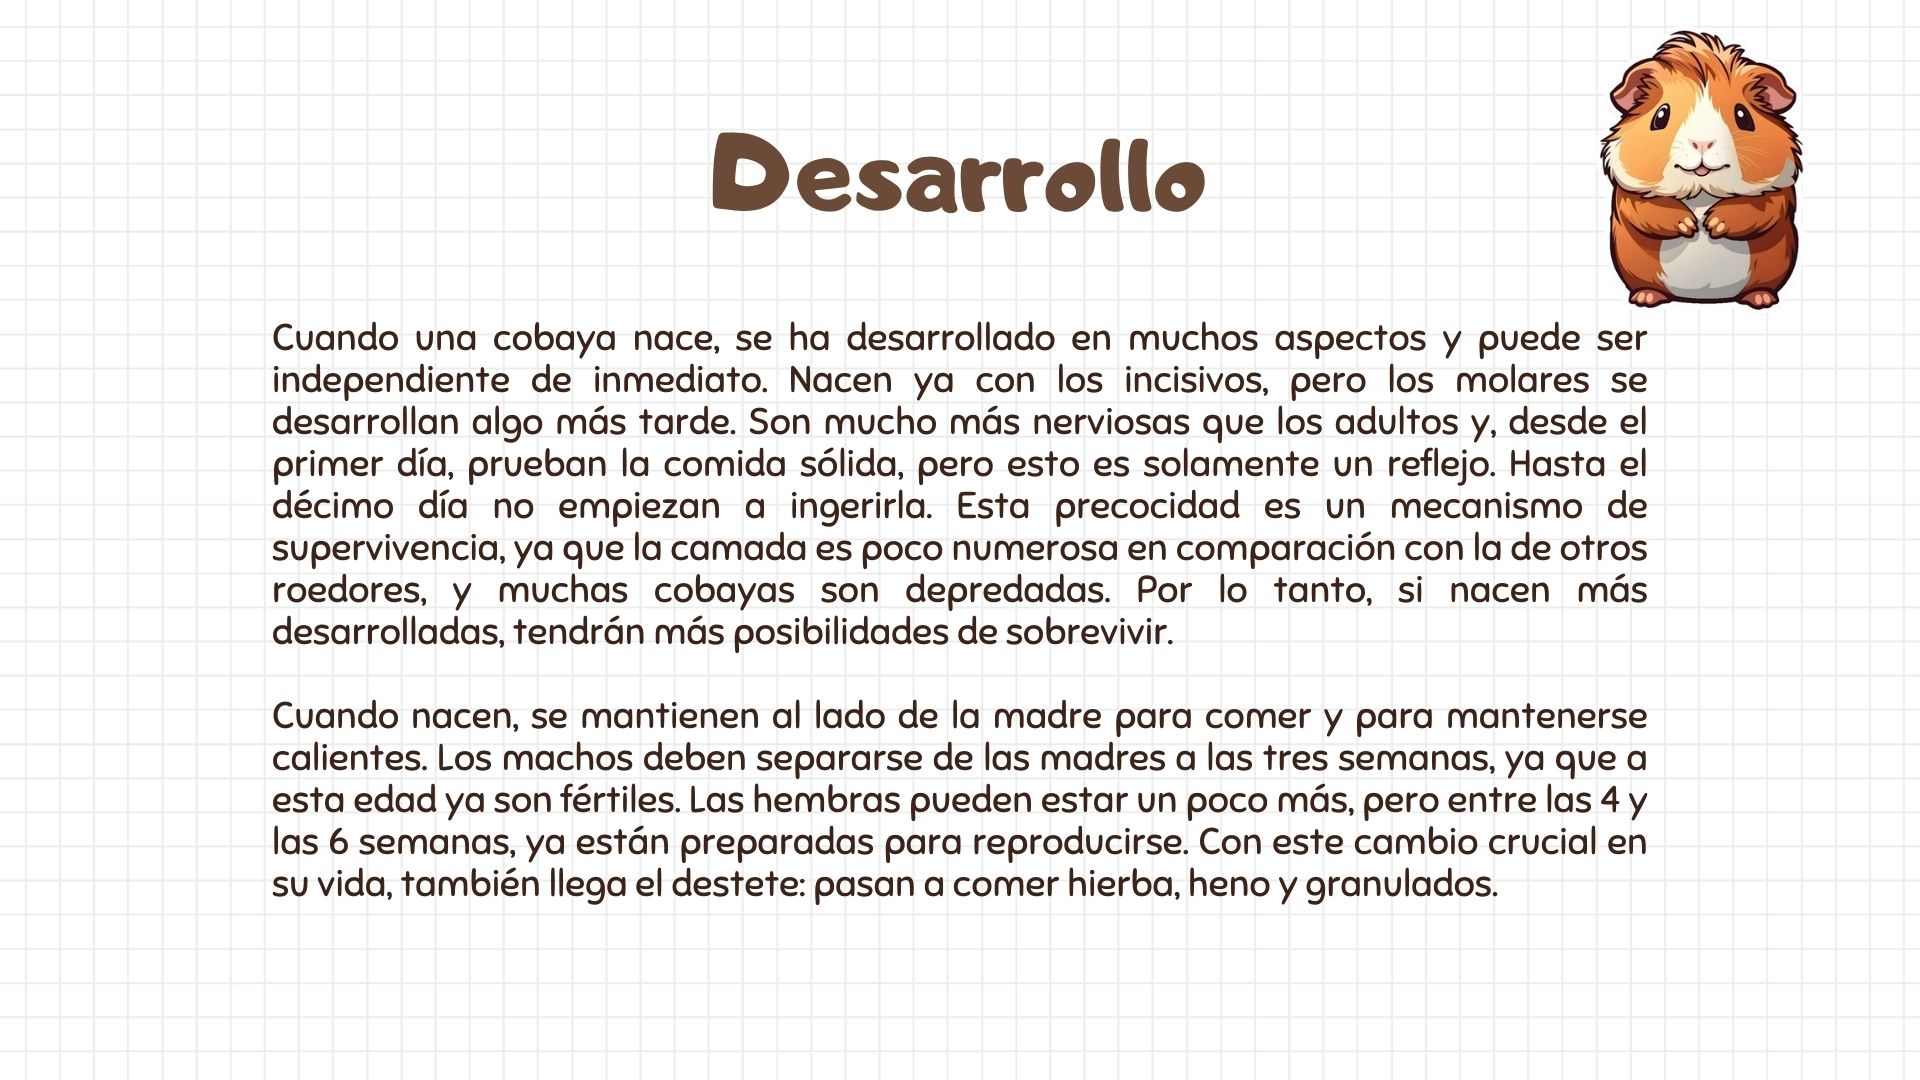 Desarrollo
Cuando una cobaya nace, se ha desarrollado en muchos aspectos y puede ser
independiente de inmediato. Nacen ya con los incisivos, pero los molares se
desarrollan algo más tarde. Son mucho más nerviosas que los adultos y, desde el
primer día, prueban la comida sólida, pero esto es solamente un reflejo. Hasta el
décimo día no empiezan a ingerirla. Esta precocidad es un mecanismo de
supervivencia, ya que la camada es poco numerosa en comparación con la de otros
roedores, y muchas cobayas son depredadas. Por lo tanto, si nacen más
desarrolladas, tendrán más posibilidades de sobrevivir.
Cuando nacen, se mantienen al lado de la madre para comer y para mantenerse
calientes. Los machos deben separarse de las madres a las tres semanas, ya que a
esta edad ya son fértiles. Las hembras pueden estar un poco más, pero entre las 4 y
las 6 semanas, ya están preparadas para reproducirse. Con este cambio crucial en
su vida, también llega el destete: pasan a comer hierba, heno y granulados.